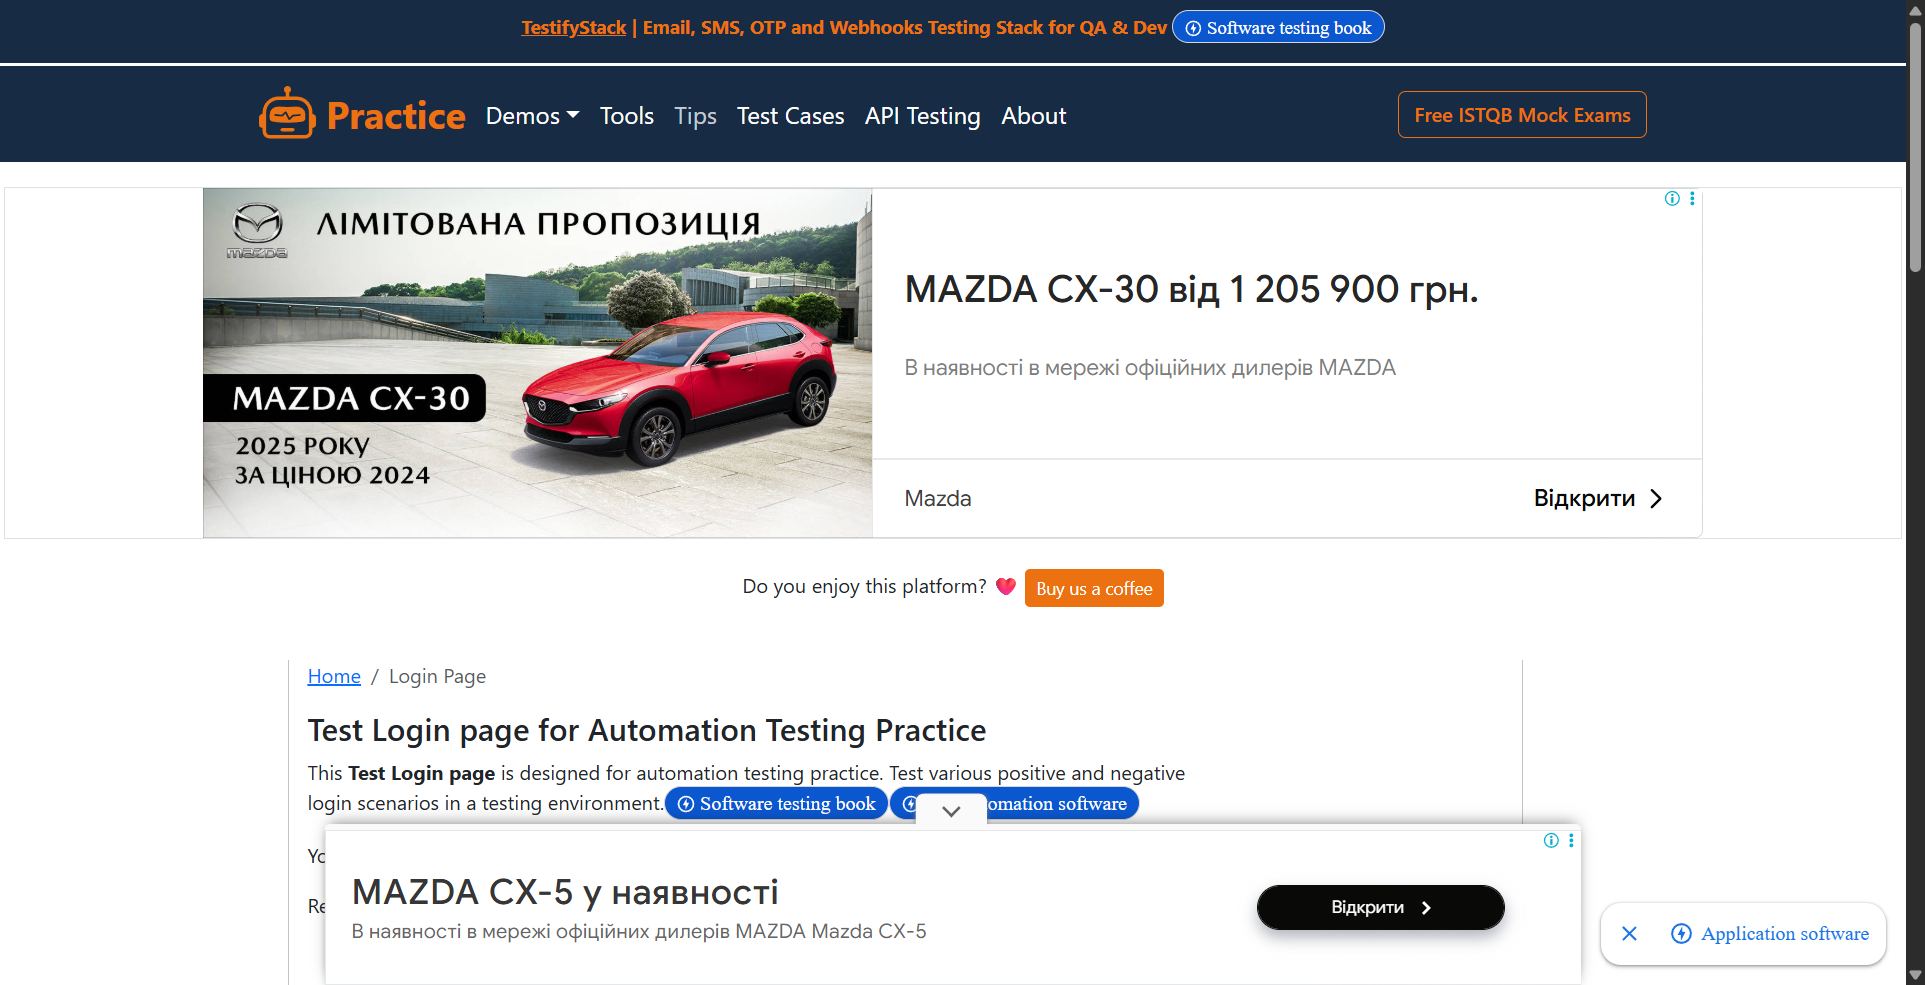 TestifyStack | Email, SMS, OTP and Webhooks Testing Stack for QA & Dev Software testing book
Practice Demos Tools Tips Test Cases API Testing About Free ISTQB Mock Exams
mazda
ЛІМІТОВАНА ПРОПОЗИЦІЯ
MAZDA CX-30
2025 РОКУ
ЗА ЦІНОЮ 2024
MAZDA CX-30 від 1 205 900 грн.
В наявності в мережі офіційних дилерів MAZDA
Mazda Відкрити
Do you enjoy this platform? Buy us a coffee
Home / Login Page
Test Login page for Automation Testing Practice
This Test Login page is designed for automation testing practice. Test various positive and negative
login scenarios in a testing environment. Software testing book omation software
Yo
Re
MAZDA CX-5 у наявності
В наявності в мережі офіційних дилерів MAZDA Mazda CX-5
Відкрити
Application software